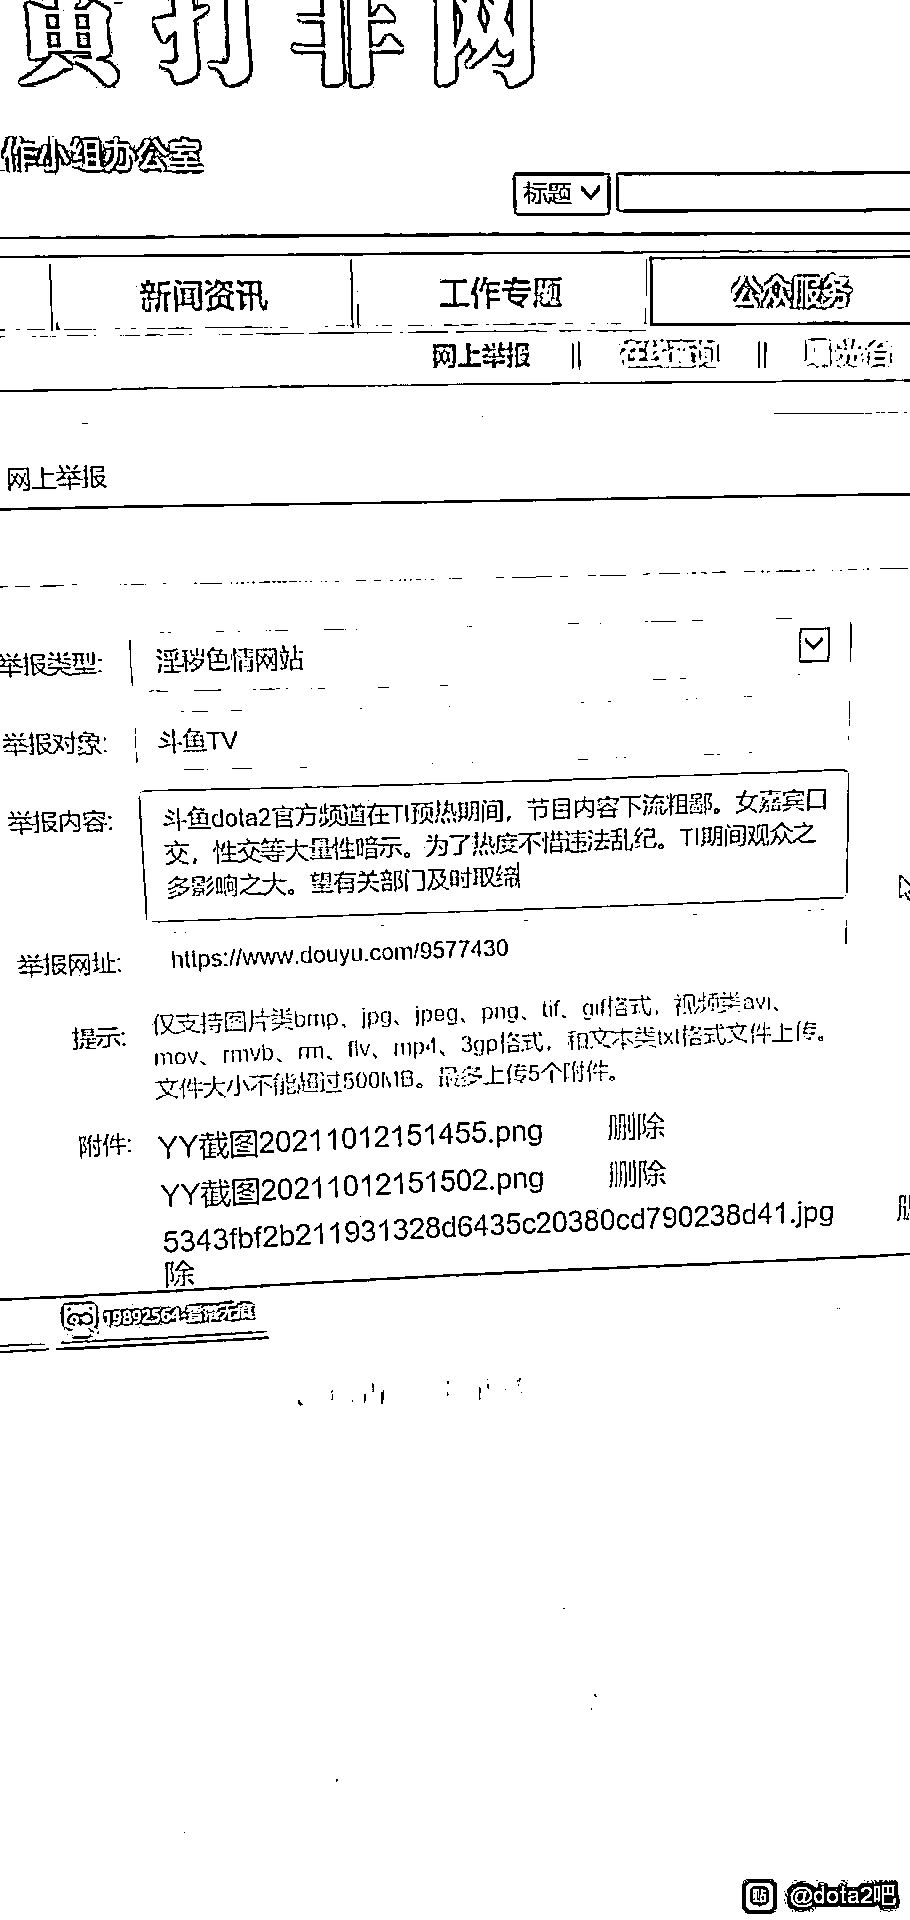 黄打非网
作小组办公室
标题
新闻资讯 工作专题 公众服务
网上举报 || 在线查询 || 曝光台
网上举报
举报类型: 淫秽色情网站
举报对象: 斗鱼TV
举报内容: 斗鱼dota2官方频道在TI预热期间，节目内容下流粗鄙。女嘉宾口
交，性交等大量性暗示。为了热度不惜违法乱纪。TI期间观众之
多影响之大。望有关部门及时取缔
举报网址: https://www.douyu.com/9577430
提示: 仅支持图片类bmp、jpg、jpeg、png、tif、gif格式，视频类avi、
mov、rmvb、rm、flv、mp4、3gp格式，和文本类txt格式文件上传。
文件大小不能超过500MB。最多上传5个附件。
附件: YY截图20211012151455.png 删除
YY截图20211012151502.png 删除
5343fbf2b211931328d6435c20380cd790238d41.jpg
除
19892564
贴 @dota2吧